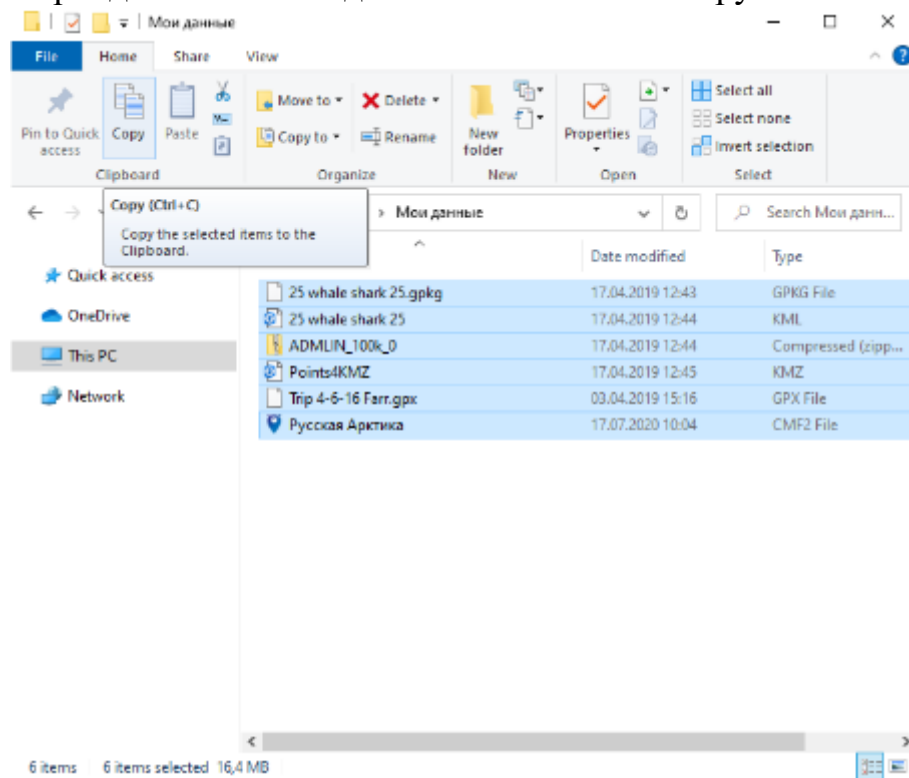 Мои данные
File Home Share View
Pin to Quick access
Copy
Paste
Move to
Copy to
Delete
Rename
New folder
Properties
Select all
Select none
Invert selection
Clipboard Organize New Open Select
Copy (Ctrl+C)
Copy the selected items to the Clipboard.
› Мои данные
Search Мои данн...
Date modified Type
Quick access
OneDrive
This PC
Network
25 whale shark 25.gpkg 17.04.2019 12:43 GPKG File
25 whale shark 25 17.04.2019 12:44 KML
ADMLIN_100k_0 17.04.2019 12:44 Compressed (zipp...
Points4KMZ 17.04.2019 12:45 KMZ
Trip 4-6-16 Farr.gpx 03.04.2019 15:16 GPX File
Русская Арктика 17.07.2020 10:04 CMF2 File
6 items 6 items selected 16,4 MB